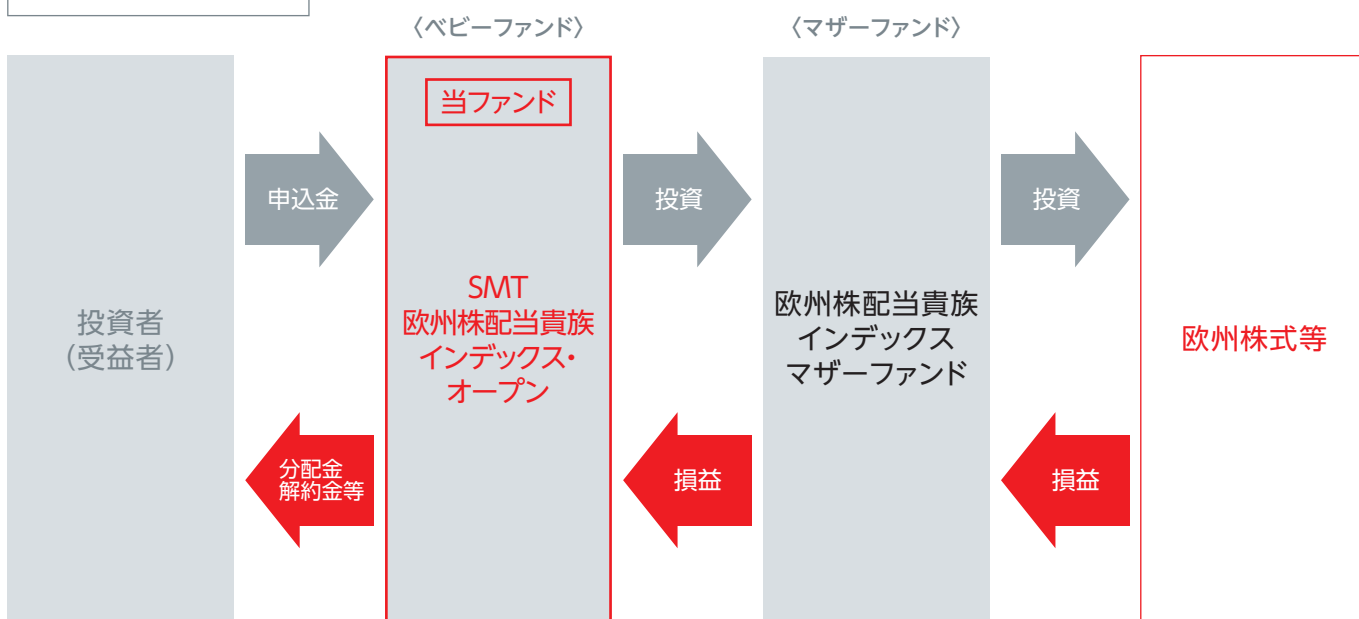 〈ベビーファンド〉
〈マザーファンド〉
当ファンド
申込金
投資
投資
投資者
(受益者)
SMT
欧州株配当貴族
インデックス・
オープン
欧州株配当貴族
インデックス
マザーファンド
欧州株式等
分配金
解約金等
損益
損益